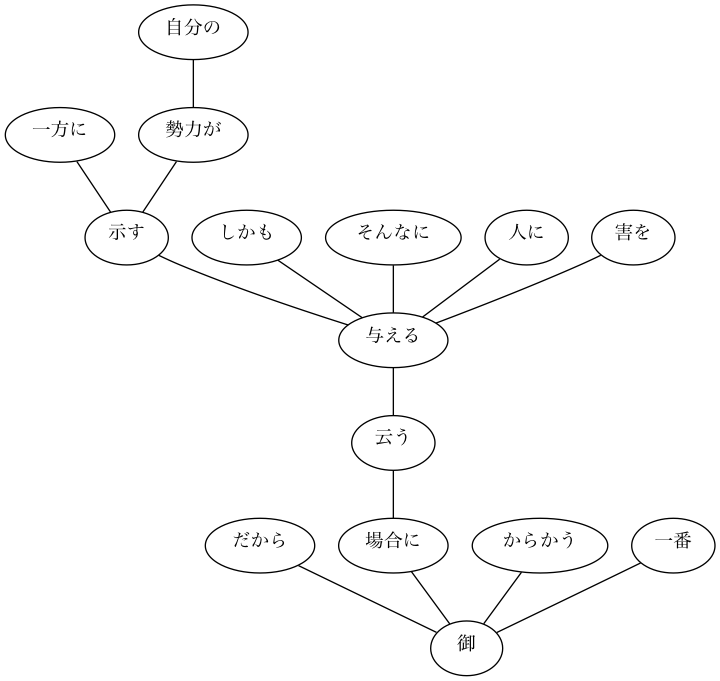 自分の
一方に
勢力が
示す
しかも
そんなに
人に
害を
与える
云う
だから
場合に
からかう
一番
御